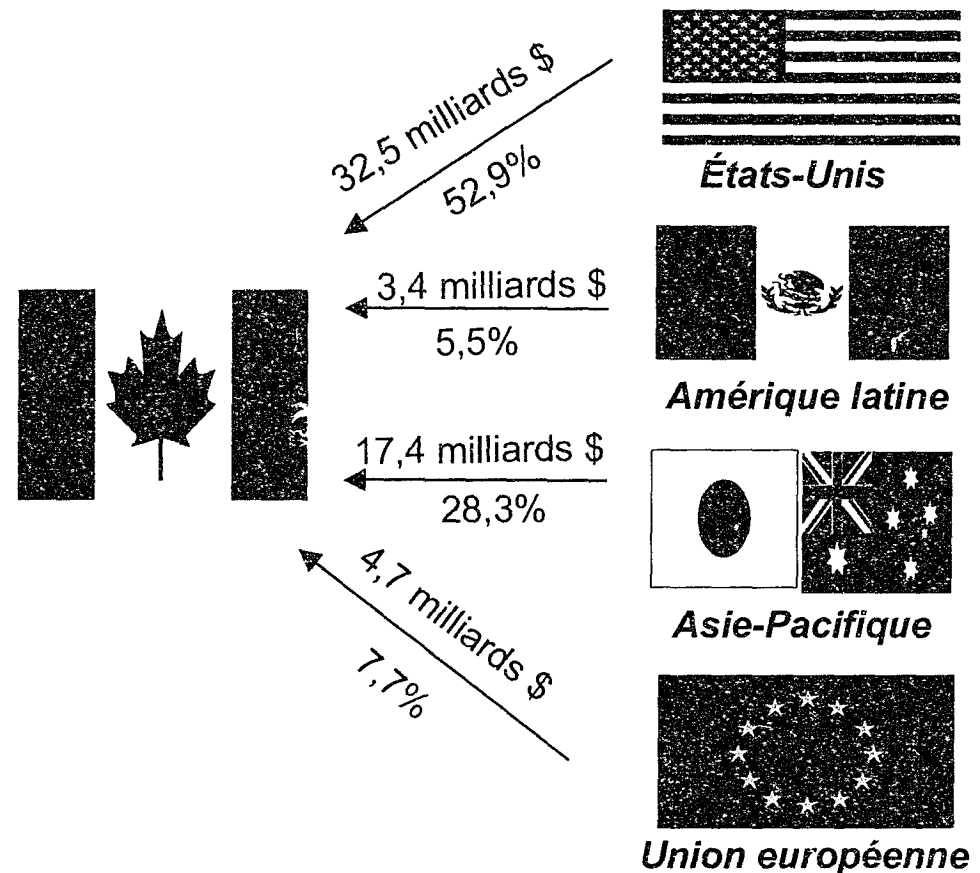 32,5 milliards $
52,9%
États-Unis
3,4 milliards $
5,5%
Amérique latine
17,4 milliards $
28,3%
Asie-Pacifique
4,7 milliards $
7,7%
Union européenne